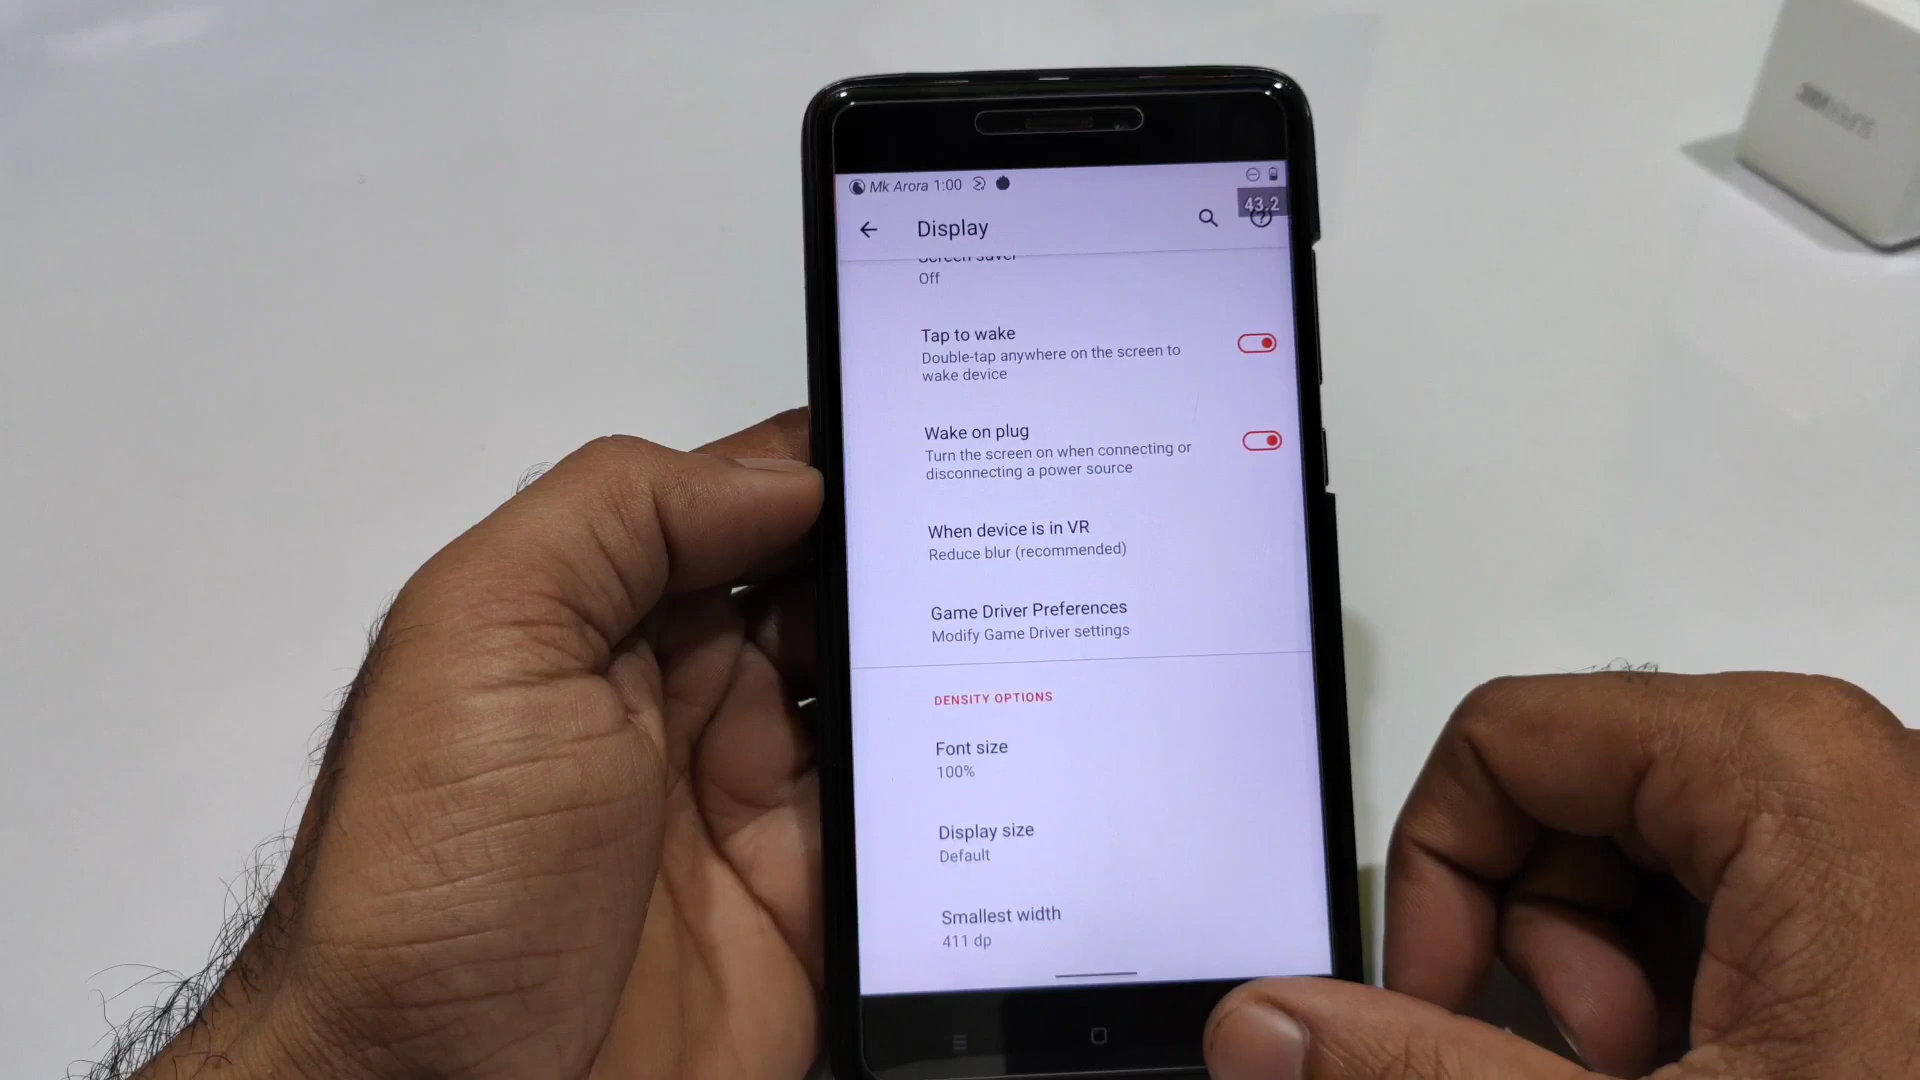 Mk Arora 1:00
43.2
Display
Screen saver
Off
Tap to wake
Double-tap anywhere on the screen to
wake device
Wake on plug
Turn the screen on when connecting or
disconnecting a power source
When device is in VR
Reduce blur (recommended)
Game Driver Preferences
Modify Game Driver settings
DENSITY OPTIONS
Font size
100%
Display size
Default
Smallest width
411 dp